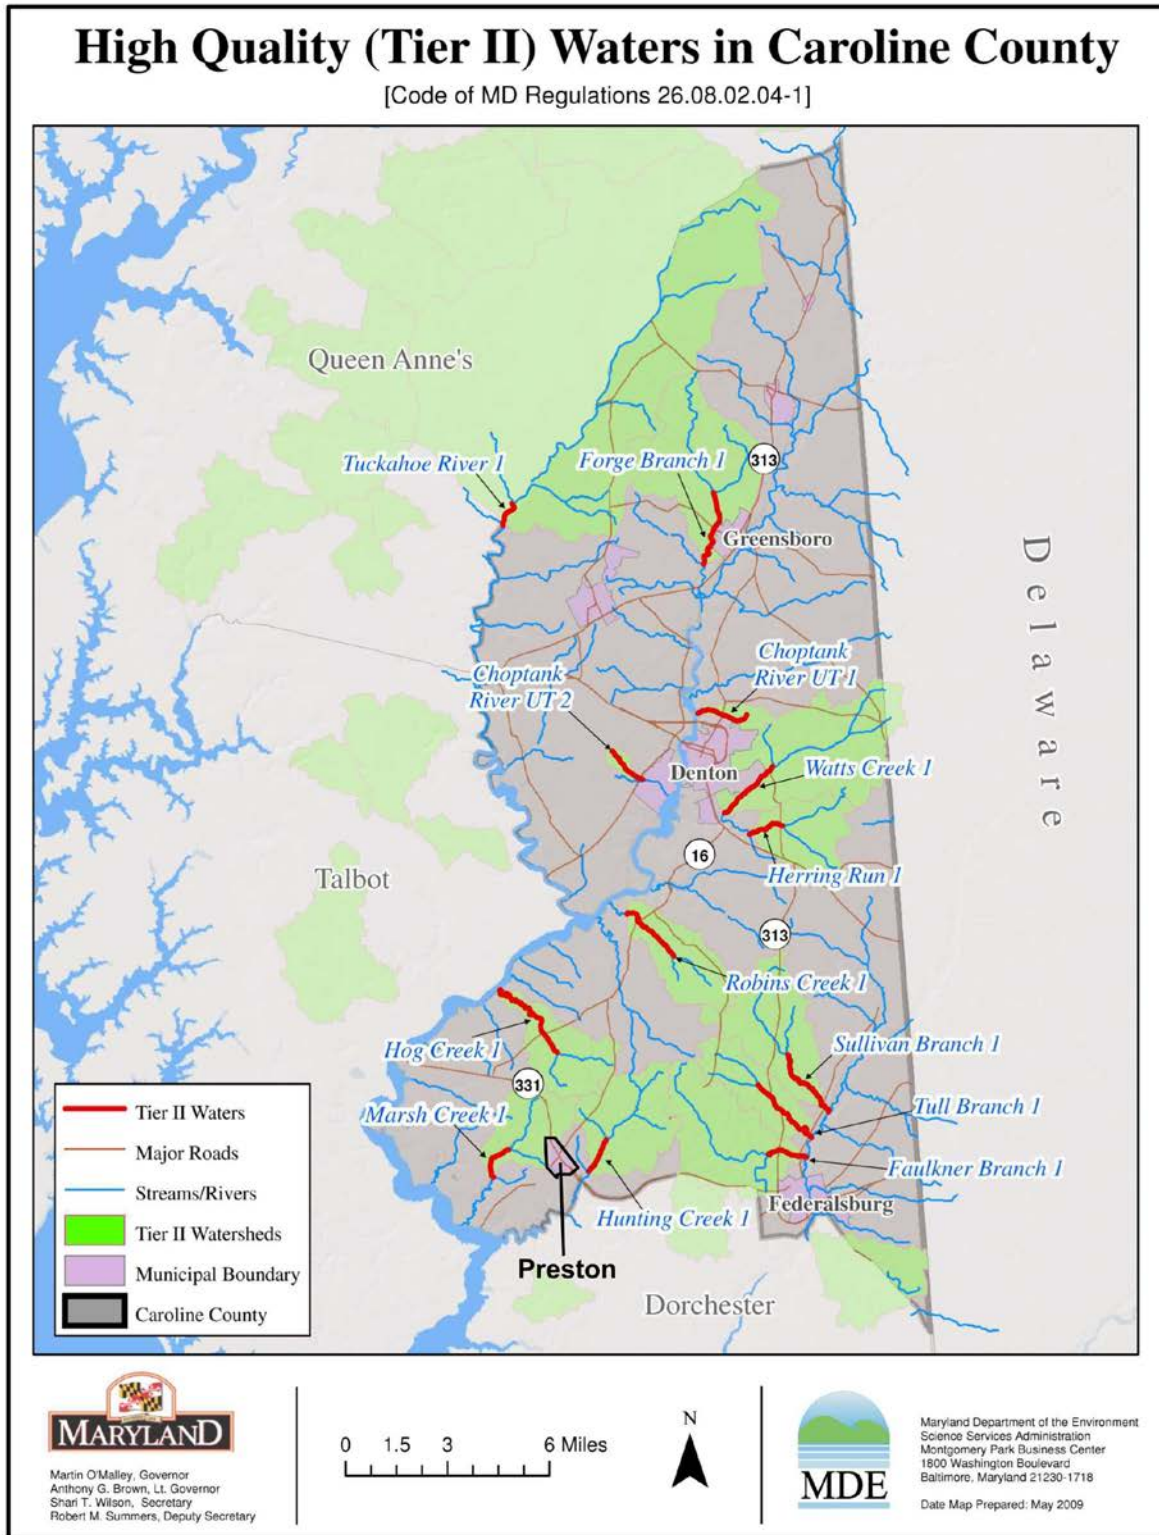 High Quality (Tier II) Waters in Caroline County
[Code of MD Regulations 26.08.02.04-1]
Queen Anne's
Tuckahoe River 1
Forge Branch 1
313
Greensboro
Delaware
Choptank
River UT 1
Choptank
River UT 2
Denton
Watts Creek 1
16
Herring Run 1
Talbot
313
Robins Creek 1
Hog Creek 1
Sullivan Branch 1
331
Marsh Creek 1
Tull Branch 1
Faulkner Branch 1
Federalsburg
Hunting Creek 1
Preston
Dorchester
Tier II Waters
Major Roads
Streams/Rivers
Tier II Watersheds
Municipal Boundary
Caroline County
MARYLAND
Martin O'Malley, Governor
Anthony G. Brown, Lt. Governor
Shari T. Wilson, Secretary
Robert M. Summers, Deputy Secretary
0 1.5 3 6 Miles
N
MDE
Maryland Department of the Environment
Science Services Administration
Montgomery Park Business Center
1800 Washington Boulevard
Baltimore, Maryland 21230-1718
Date Map Prepared: May 2009